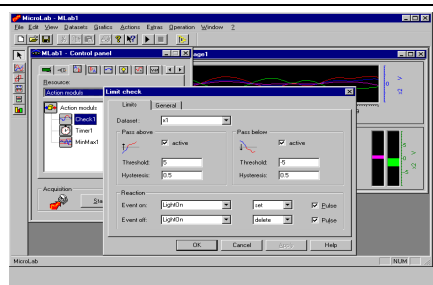 MicroLab - MLab1
File Edit View Datasets Grafics Actions Extras Operation Window ?
MLab1 - Control panel
Resource:
Action moduls
Action moduls
Check1
Timer1
MinMax1
Acquisition
Limit check
Limits General
Dataset: x1
Pass above Pass below
active active
Threshold: 5 Threshold: -5
Hysteresis: 0.5 Hysteresis: 0.5
Reaction
Event on: LightOn set Pulse
Event off: LightOn delete Pulse
OK Cancel Apply Help
MicroLab NUM